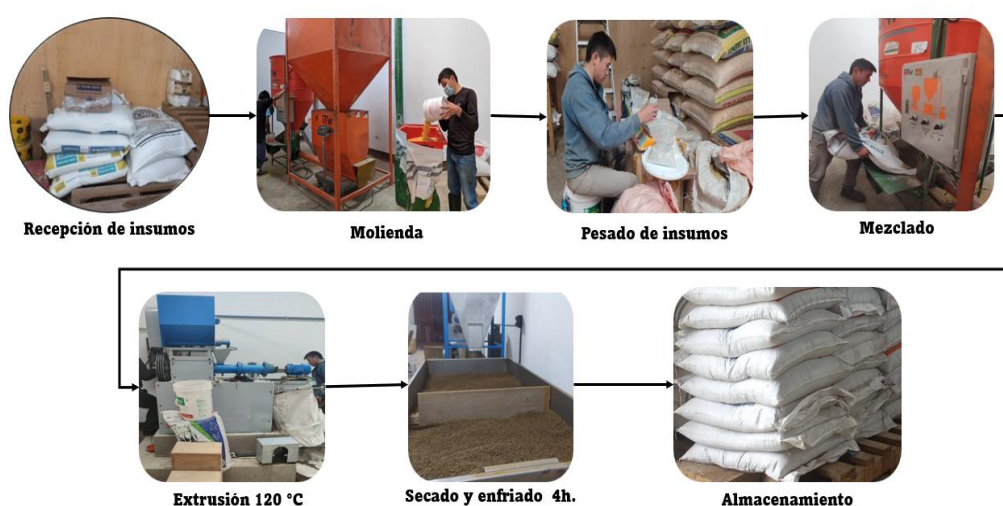 Recepción de insumos
Molienda
Pesado de insumos
Mezclado
Extrusión 120 °C
Secado y enfriado 4h.
Almacenamiento